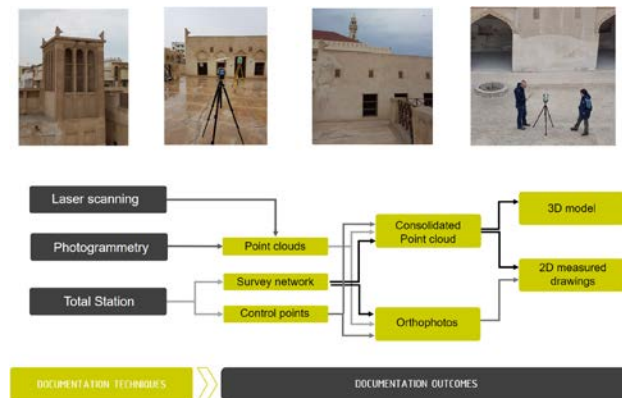 Laser scanning
Photogrammetry
Total Station
Point clouds
Survey network
Control points
Consolidated
Point cloud
Orthophotos
3D model
2D measured
drawings
DOCUMENTATION TECHNIQUES
DOCUMENTATION OUTCOMES